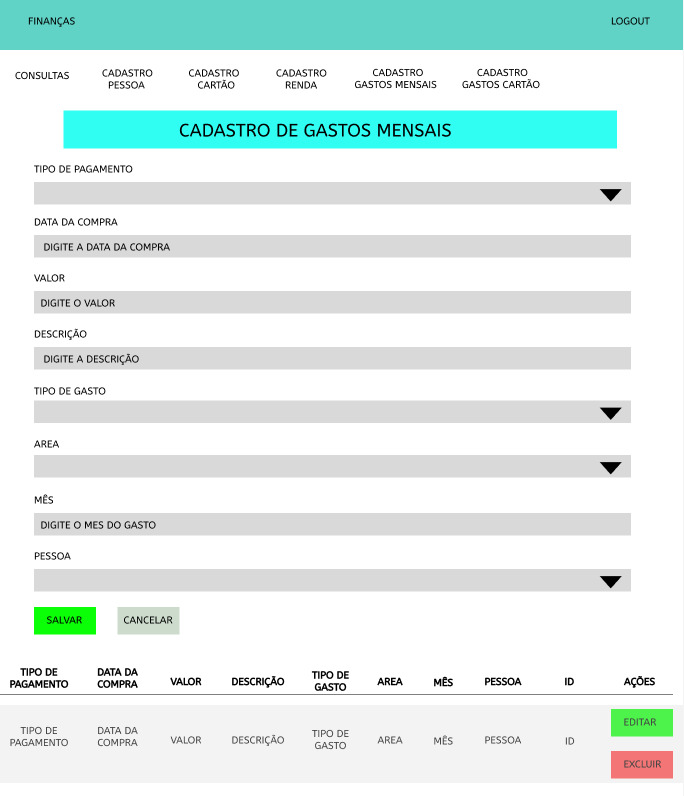 FINANÇAS
LOGOUT
CONSULTAS
CADASTRO
PESSOA
CADASTRO
CARTÃO
CADASTRO
RENDA
CADASTRO
GASTOS MENSAIS
CADASTRO
GASTOS CARTÃO
CADASTRO DE GASTOS MENSAIS
TIPO DE PAGAMENTO
DATA DA COMPRA
DIGITE A DATA DA COMPRA
VALOR
DIGITE O VALOR
DESCRIÇÃO
DIGITE A DESCRIÇÃO
TIPO DE GASTO
AREA
MÊS
DIGITE O MES DO GASTO
PESSOA
SALVAR
CANCELAR
TIPO DE
PAGAMENTO
DATA DA
COMPRA
VALOR
DESCRIÇÃO
TIPO DE
GASTO
AREA
MÊS
PESSOA
ID
AÇÕES
TIPO DE
PAGAMENTO
DATA DA
COMPRA
VALOR
DESCRIÇÃO
TIPO DE
GASTO
AREA
MÊS
PESSOA
ID
EDITAR
EXCLUIR